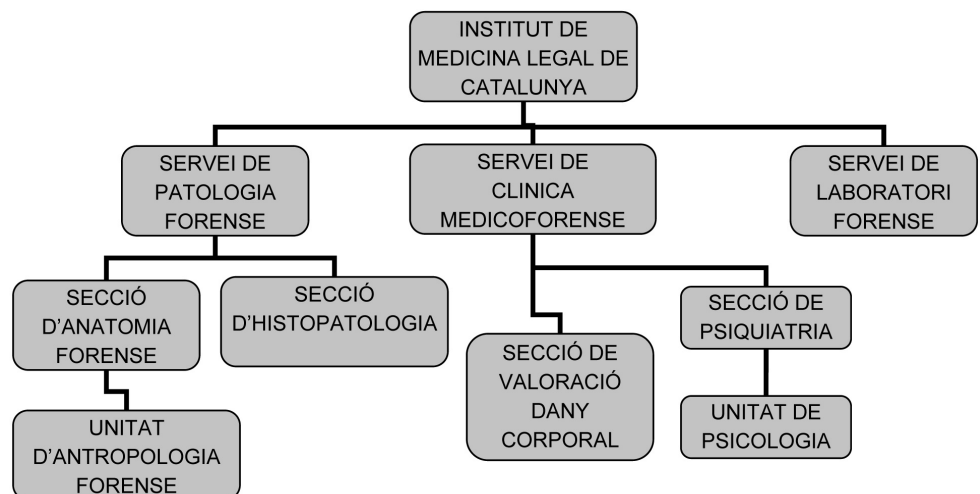 INSTITUT DE
MEDICINA LEGAL DE
CATALUNYA
SERVEI DE
PATOLOGIA
FORENSE
SERVEI DE
CLINICA
MEDICOFORENSE
SERVEI DE
LABORATORI
FORENSE
SECCIÓ
D'ANATOMIA
FORENSE
SECCIÓ
D'HISTOPATOLOGIA
SECCIÓ DE
VALORACIÓ
DANY
CORPORAL
SECCIÓ DE
PSIQUIATRIA
UNITAT
D'ANTROPOLOGIA
FORENSE
UNITAT DE
PSICOLOGIA